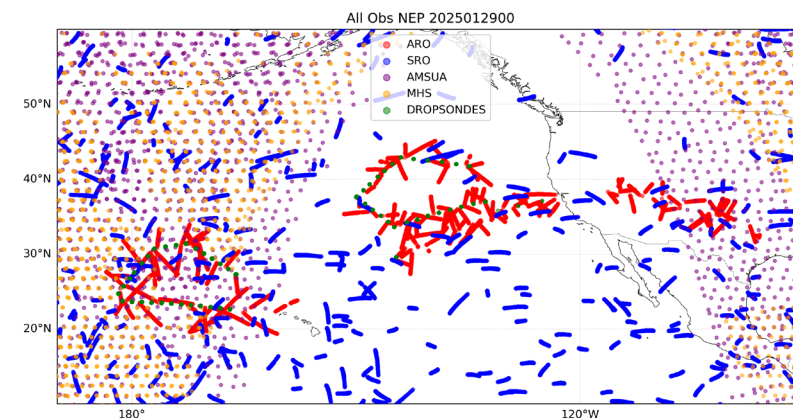 All Obs NEP 2025012900
ARO
SRO
AMSUA
MHS
DROPSONDES
50°N
40°N
30°N
20°N
180°
120°W